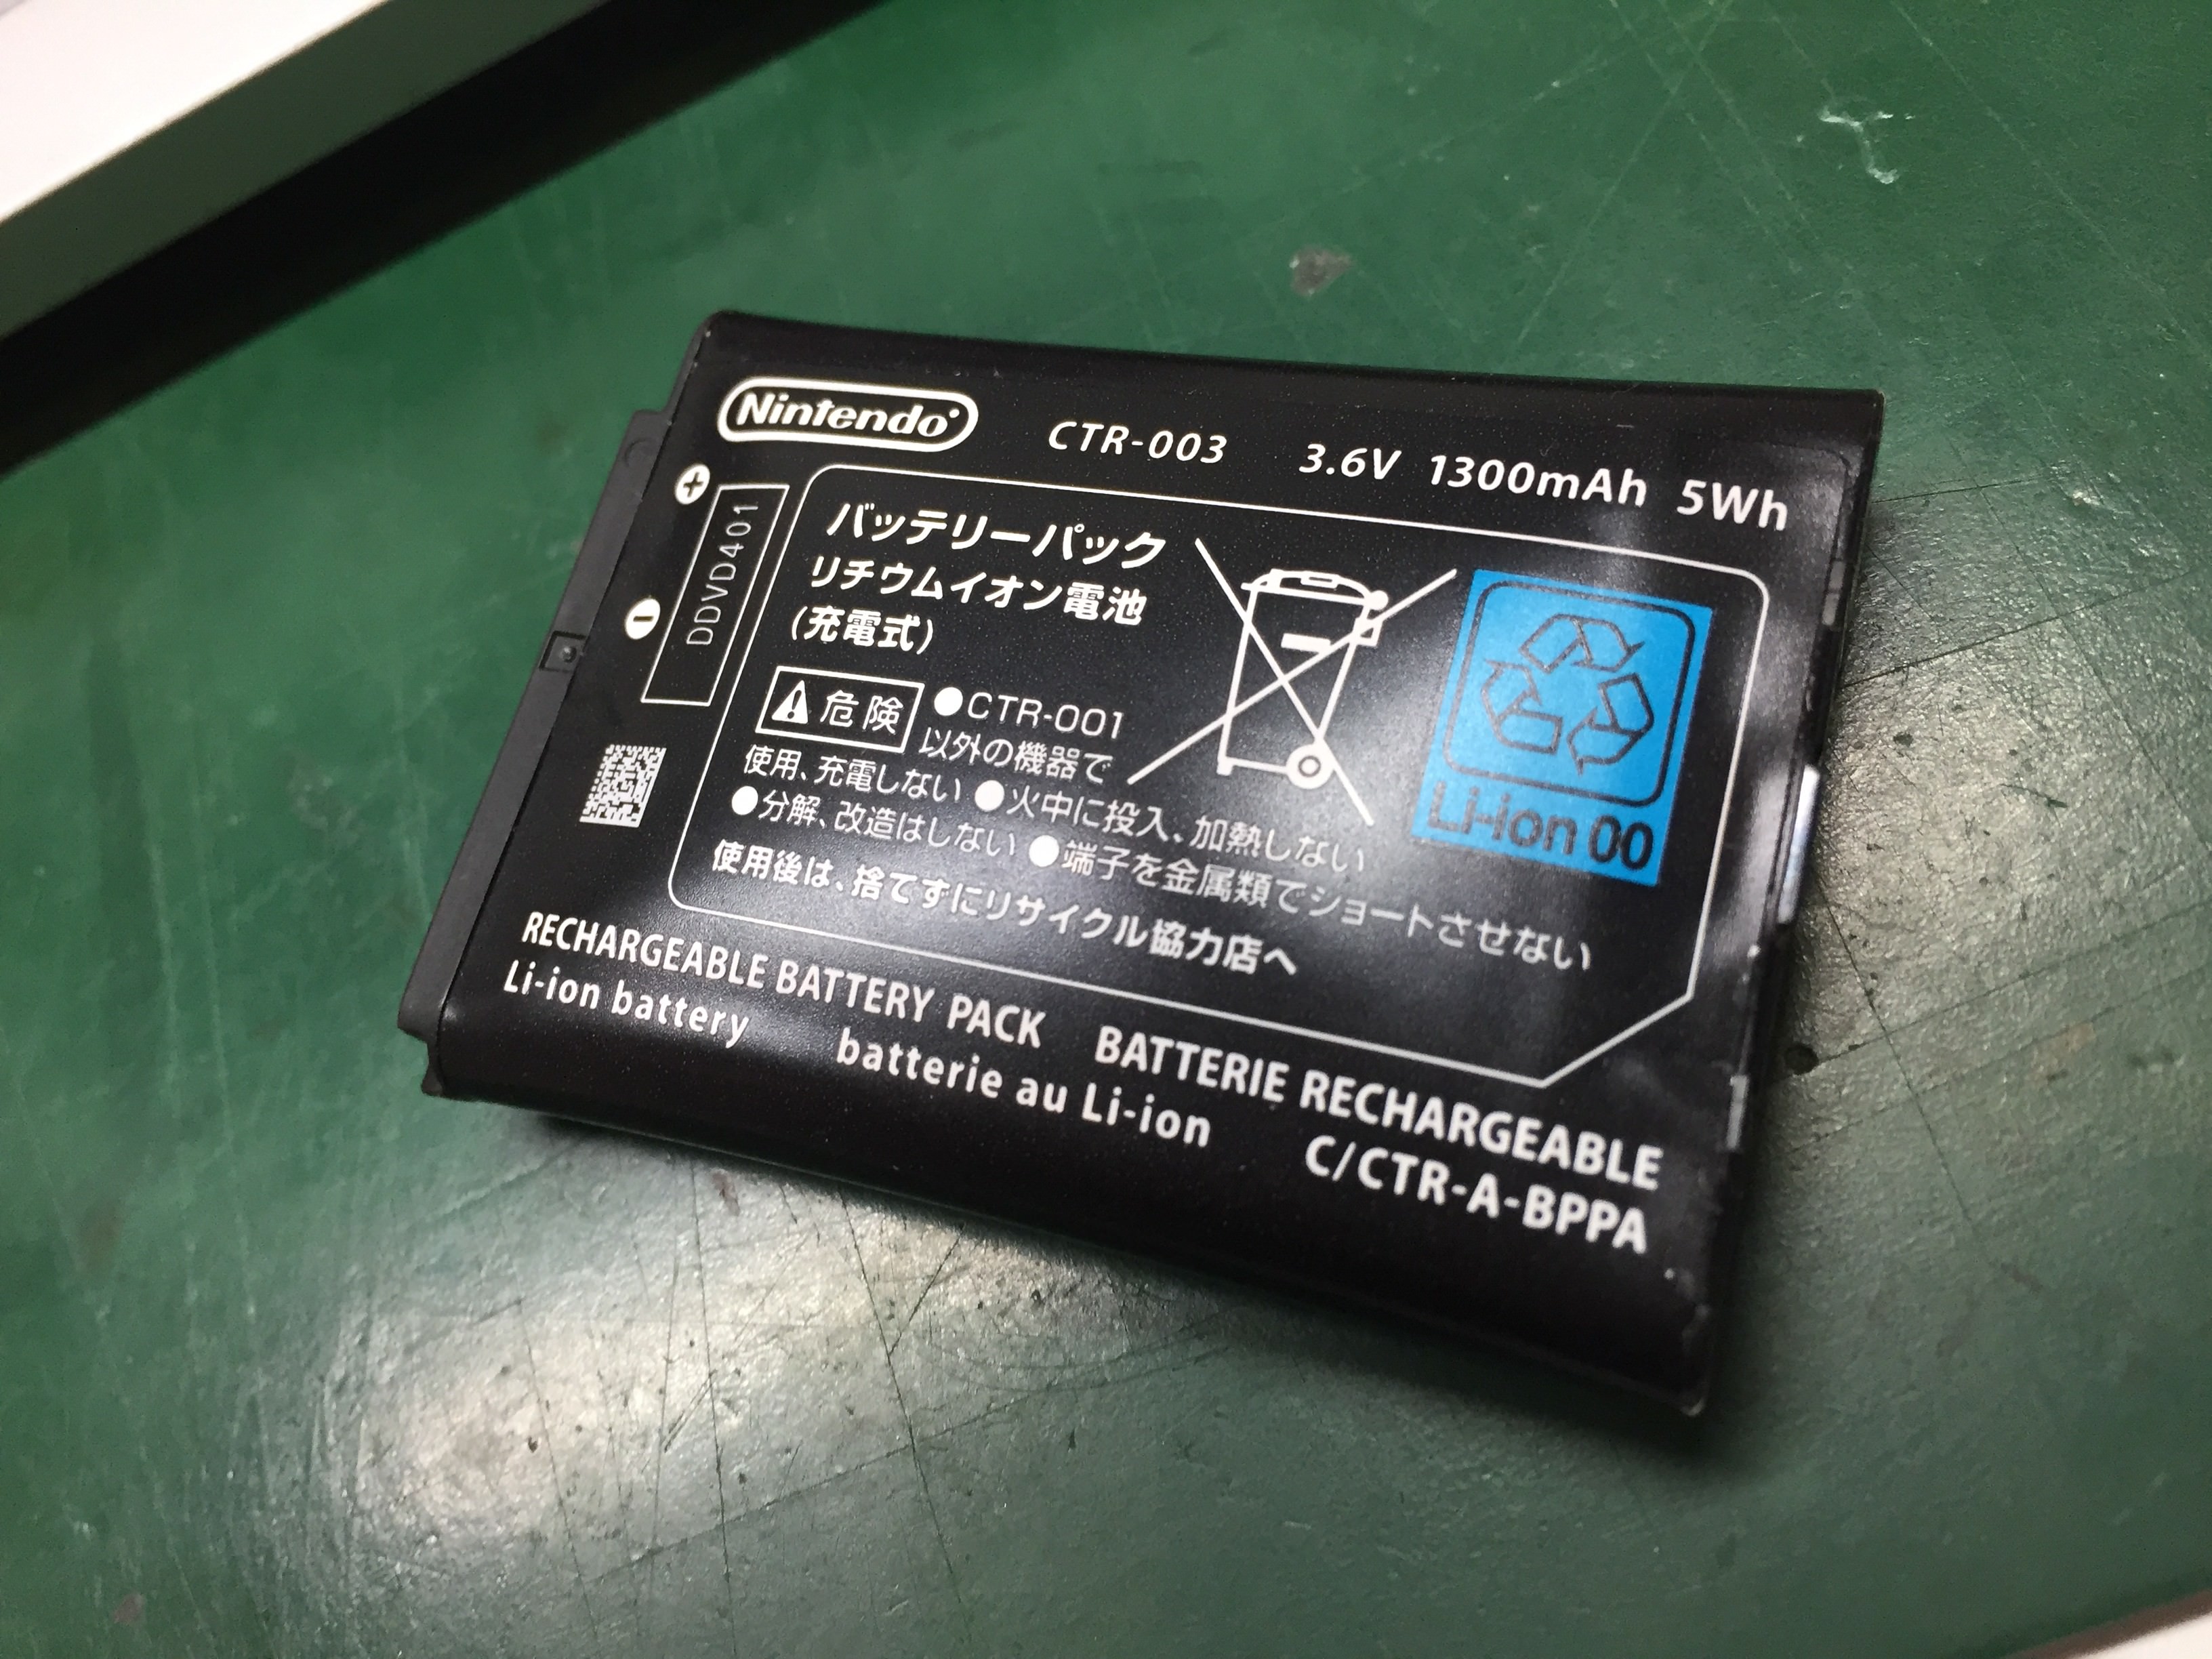 Nintendo
CTR-003 3.6V 1300mAh 5Wh
+
DDVD401
−
バッテリーパック
リチウムイオン電池
(充電式)
危険 ●CTR-001
以外の機器で
使用、充電しない ●火中に投入、加熱しない
●分解、改造はしない ●端子を金属類でショートさせない
使用後は、捨てずにリサイクル協力店へ
Li-ion 00
RECHARGEABLE BATTERY PACK BATTERIE RECHARGEABLE
Li-ion battery batterie au Li-ion C/CTR-A-BPPA